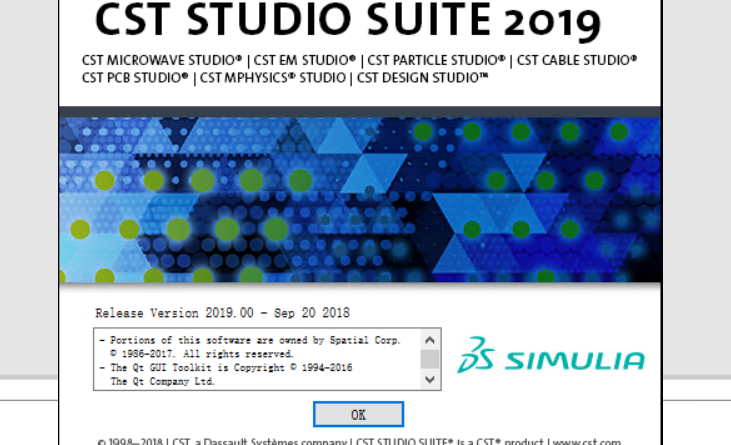 CST STUDIO SUITE 2019
CST MICROWAVE STUDIO® | CST EM STUDIO® | CST PARTICLE STUDIO® | CST CABLE STUDIO®
CST PCB STUDIO® | CST MPHYSICS® STUDIO | CST DESIGN STUDIO™
Release Version 2019.00 - Sep 20 2018
- Portions of this software are owned by Spatial Corp.
© 1986-2017. All rights reserved.
- The Qt GUI Toolkit is Copyright © 1994-2016
The Qt Company Ltd.
SIMULIA
OK
© 1998–2018 | CST, a Dassault Systèmes company | CST STUDIO SUITE® is a CST® product | www.cst.com